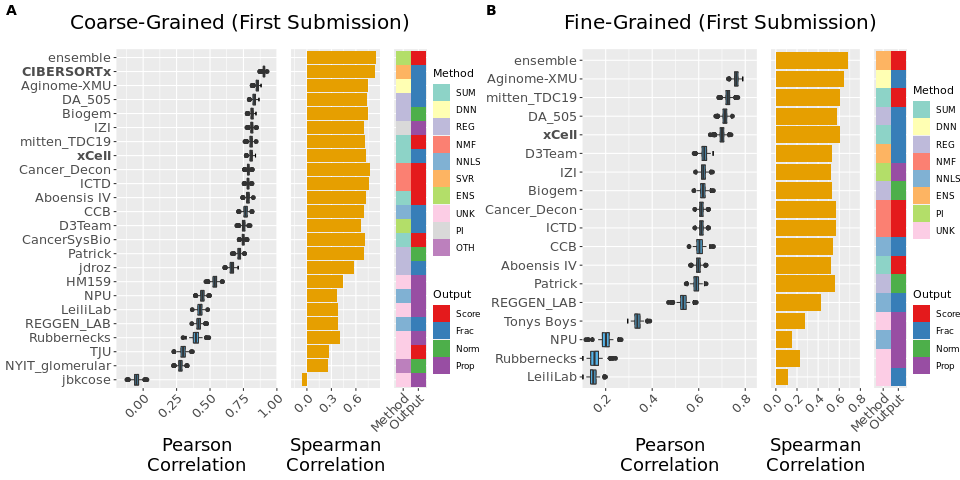 A
Coarse-Grained (First Submission)
ensemble
CIBERSORTx
Aginome-XMU
DA_505
Biogem
IZI
mitten_TDC19
xCell
Cancer_Decon
ICTD
Aboensis IV
CCB
D3Team
CancerSysBio
Patrick
jdroz
HM159
NPU
LeiliLab
REGGEN_LAB
Rubbernecks
TJU
NYIT_glomerular
jbkcose
0.00
0.25
0.50
0.75
1.00
Pearson
Correlation
0.0
0.3
0.6
Spearman
Correlation
Method
Output
Method
SUM
DNN
REG
NMF
NNLS
SVR
ENS
UNK
PI
OTH
Output
Score
Frac
Norm
Prop
B
Fine-Grained (First Submission)
ensemble
Aginome-XMU
mitten_TDC19
DA_505
xCell
D3Team
IZI
Biogem
Cancer_Decon
ICTD
CCB
Aboensis IV
Patrick
REGGEN_LAB
Tonys Boys
NPU
Rubbernecks
LeiliLab
0.2
0.4
0.6
0.8
Pearson
Correlation
0.0
0.2
0.4
0.6
0.8
Spearman
Correlation
Method
Output
Method
SUM
DNN
REG
NMF
NNLS
ENS
PI
UNK
Output
Score
Frac
Norm
Prop